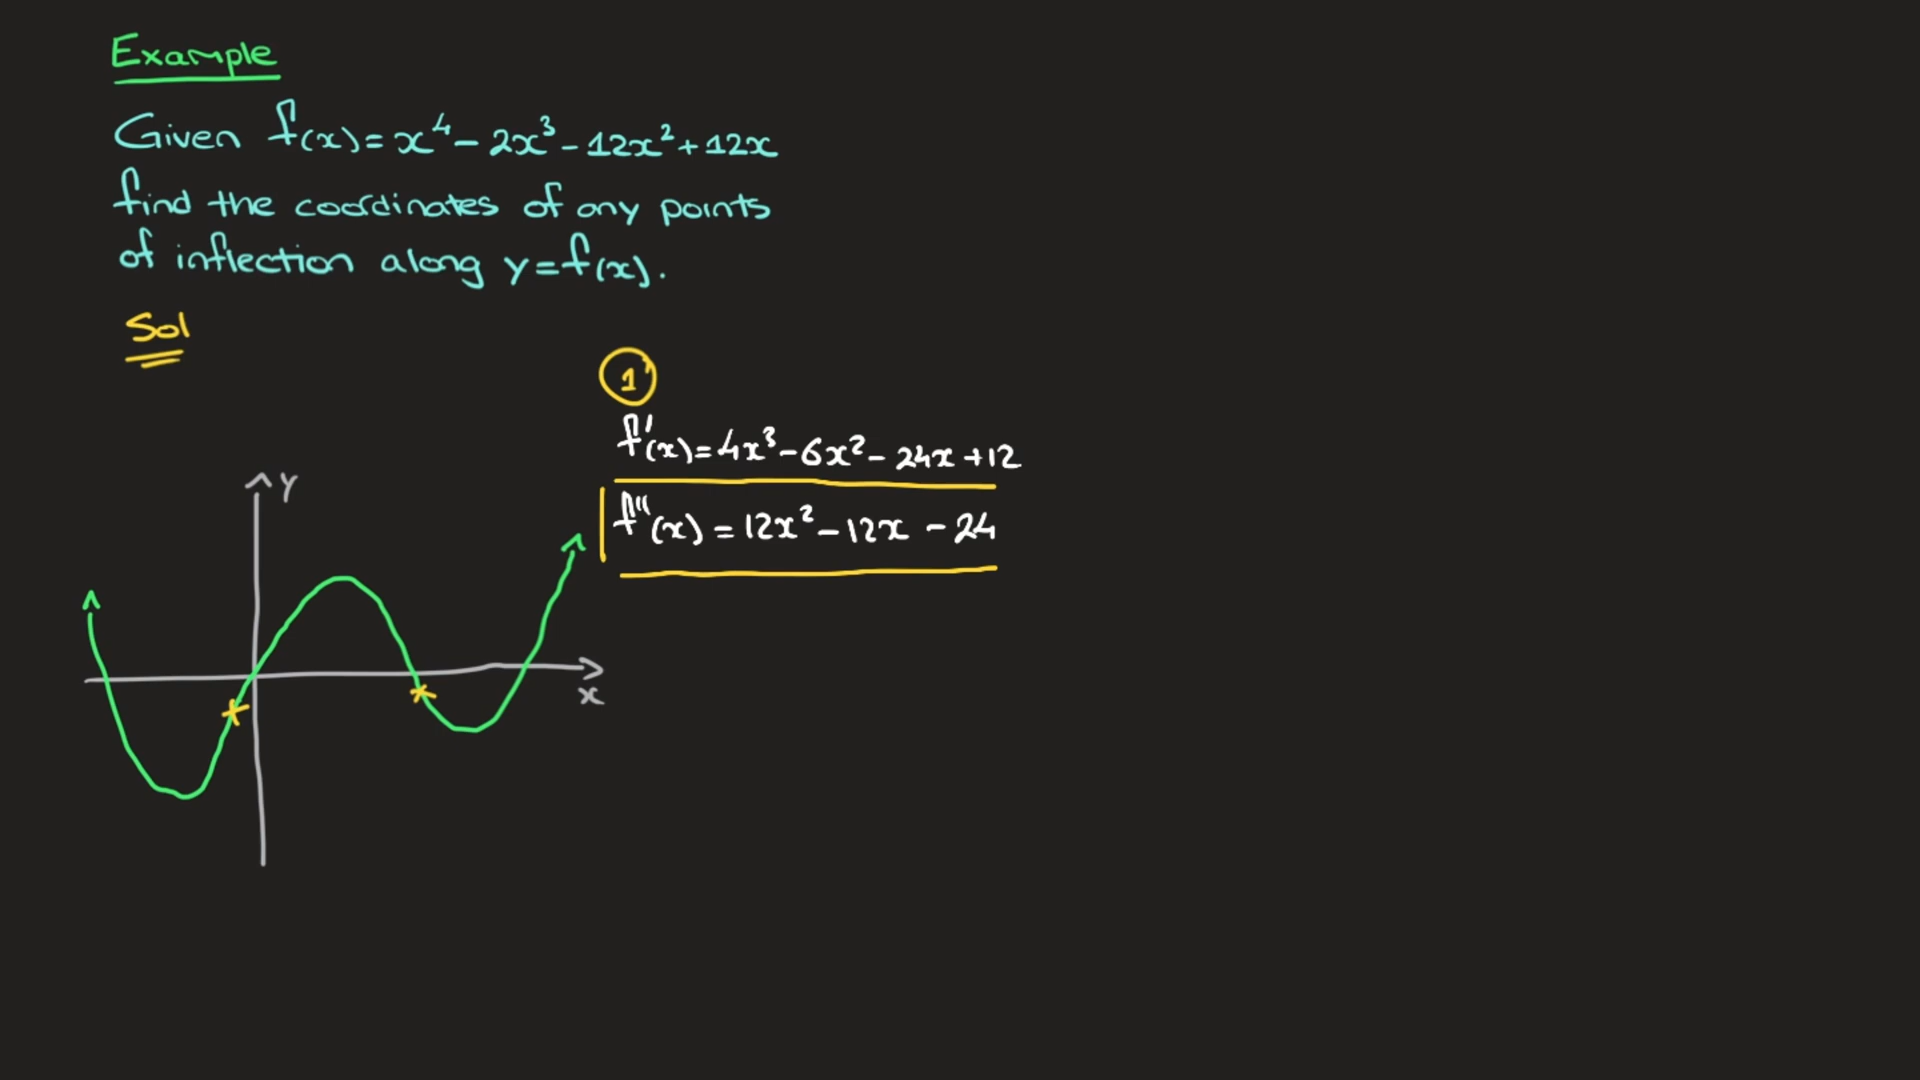 Example
Given f(x) = x⁴ - 2x³ - 12x² + 12x
find the coordinates of any points
of inflection along y = f(x).
Sol
1
f'(x) = 4x³ - 6x² - 24x + 12
f''(x) = 12x² - 12x - 24
y
x